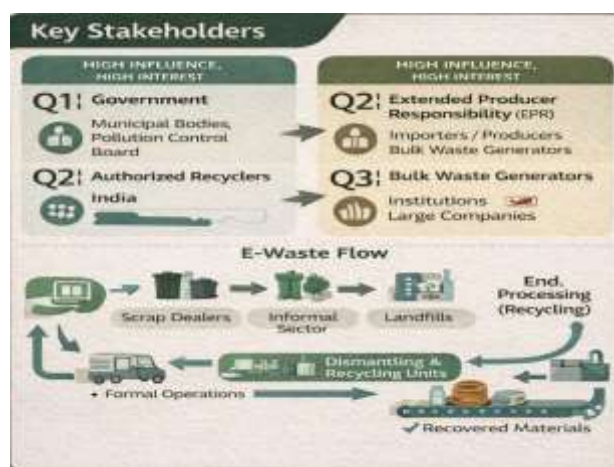 Key Stakeholders
HIGH INFLUENCE,
HIGH INTEREST
Q1: Government
Municipal Bodies,
Pollution Control
Board
Q2: Authorized Recyclers
India
HIGH INFLUENCE,
HIGH INTEREST
Q2: Extended Producer
Responsibility (EPR)
Importers / Producers
Bulk Waste Generators
Q3: Bulk Waste Generators
Institutions
Large Companies
E-Waste Flow
Scrap Dealers
Informal
Sector
Landfills
End.
Processing
(Recycling)
Dismantling &
Recycling Units
+ Formal Operations
✓ Recovered Materials